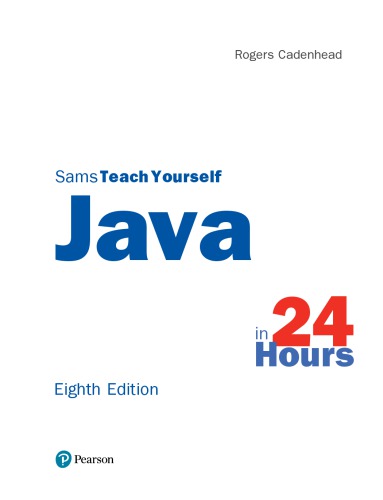 Rogers Cadenhead
Sams Teach Yourself
Java
in 24
Hours
Eighth Edition
Pearson